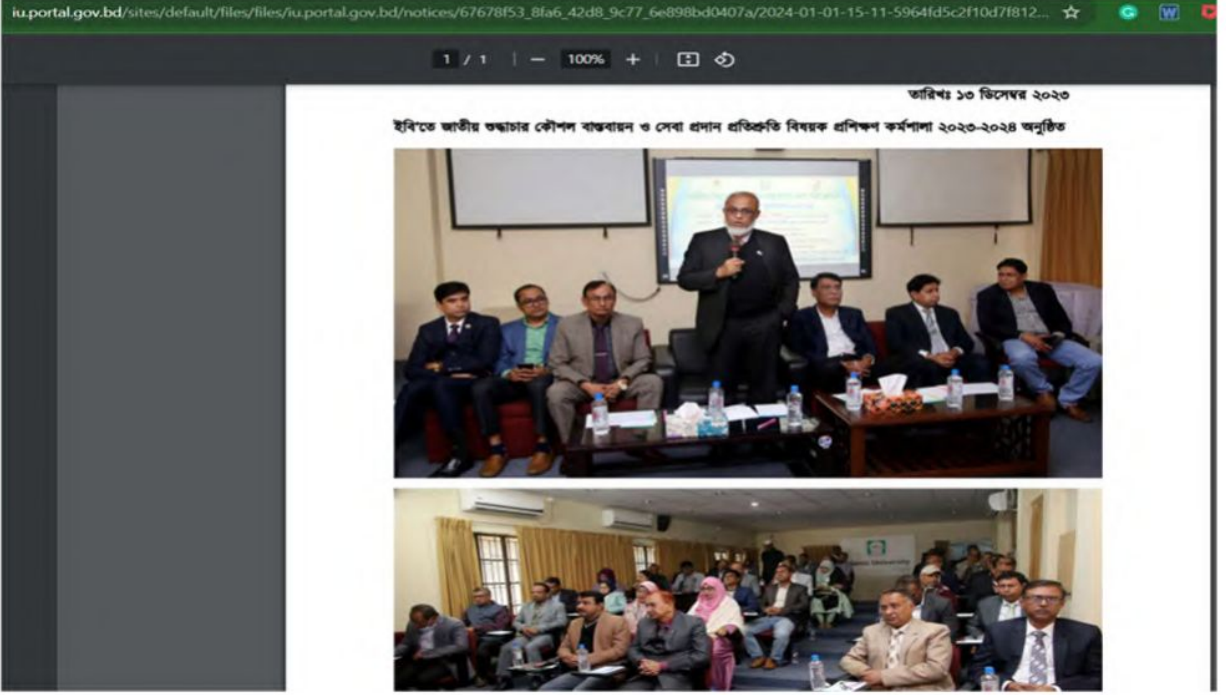 iu.portal.gov.bd/sites/default/files/files/iu.portal.gov.bd/notices/67678f53_8fa6_42d8_9c77_6e898bd0407a/2024-01-01-15-11-5964fd5c2f10d7f812...
1 / 1 | − 100% + |
তারিখঃ ১৩ ডিসেম্বর ২০২৩
ইবি'তে জাতীয় শুদ্ধাচার কৌশল বাস্তবায়ন ও সেবা প্রদান প্রতিশ্রুতি বিষয়ক প্রশিক্ষণ কর্মশালা ২০২৩-২০২৪ অনুষ্ঠিত
University